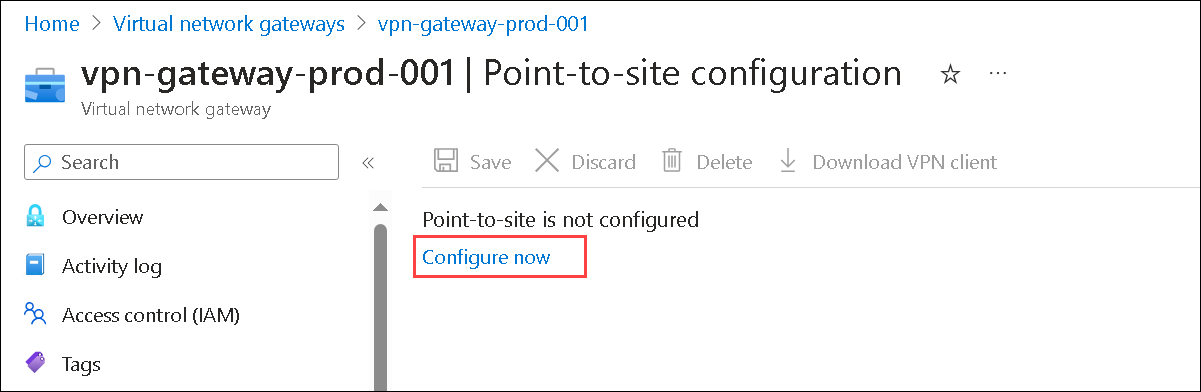 Home > Virtual network gateways > vpn-gateway-prod-001
vpn-gateway-prod-001 | Point-to-site configuration
Virtual network gateway
Search
Save Discard Delete Download VPN client
Overview
Point-to-site is not configured
Configure now
Activity log
Access control (IAM)
Tags